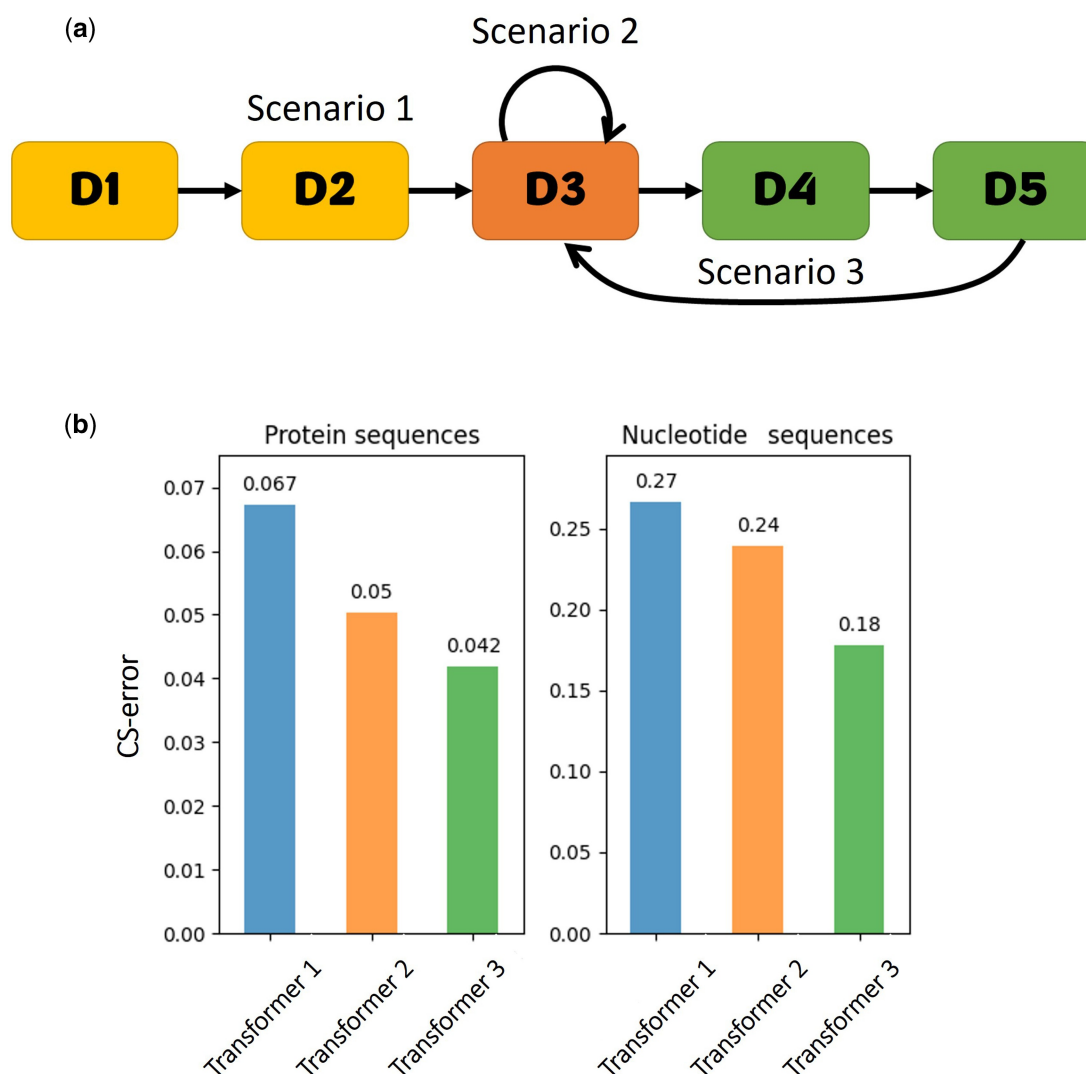 (a)
Scenario 2
Scenario 1
D1 D2 D3 D4 D5
Scenario 3
(b)
Protein sequences
0.07
0.06
0.05
0.04
0.03
0.02
0.01
0.00
0.067
0.05
0.042
CS-error
Transformer 1
Transformer 2
Transformer 3
Nucleotide sequences
0.25
0.20
0.15
0.10
0.05
0.00
0.27
0.24
0.18
Transformer 1
Transformer 2
Transformer 3